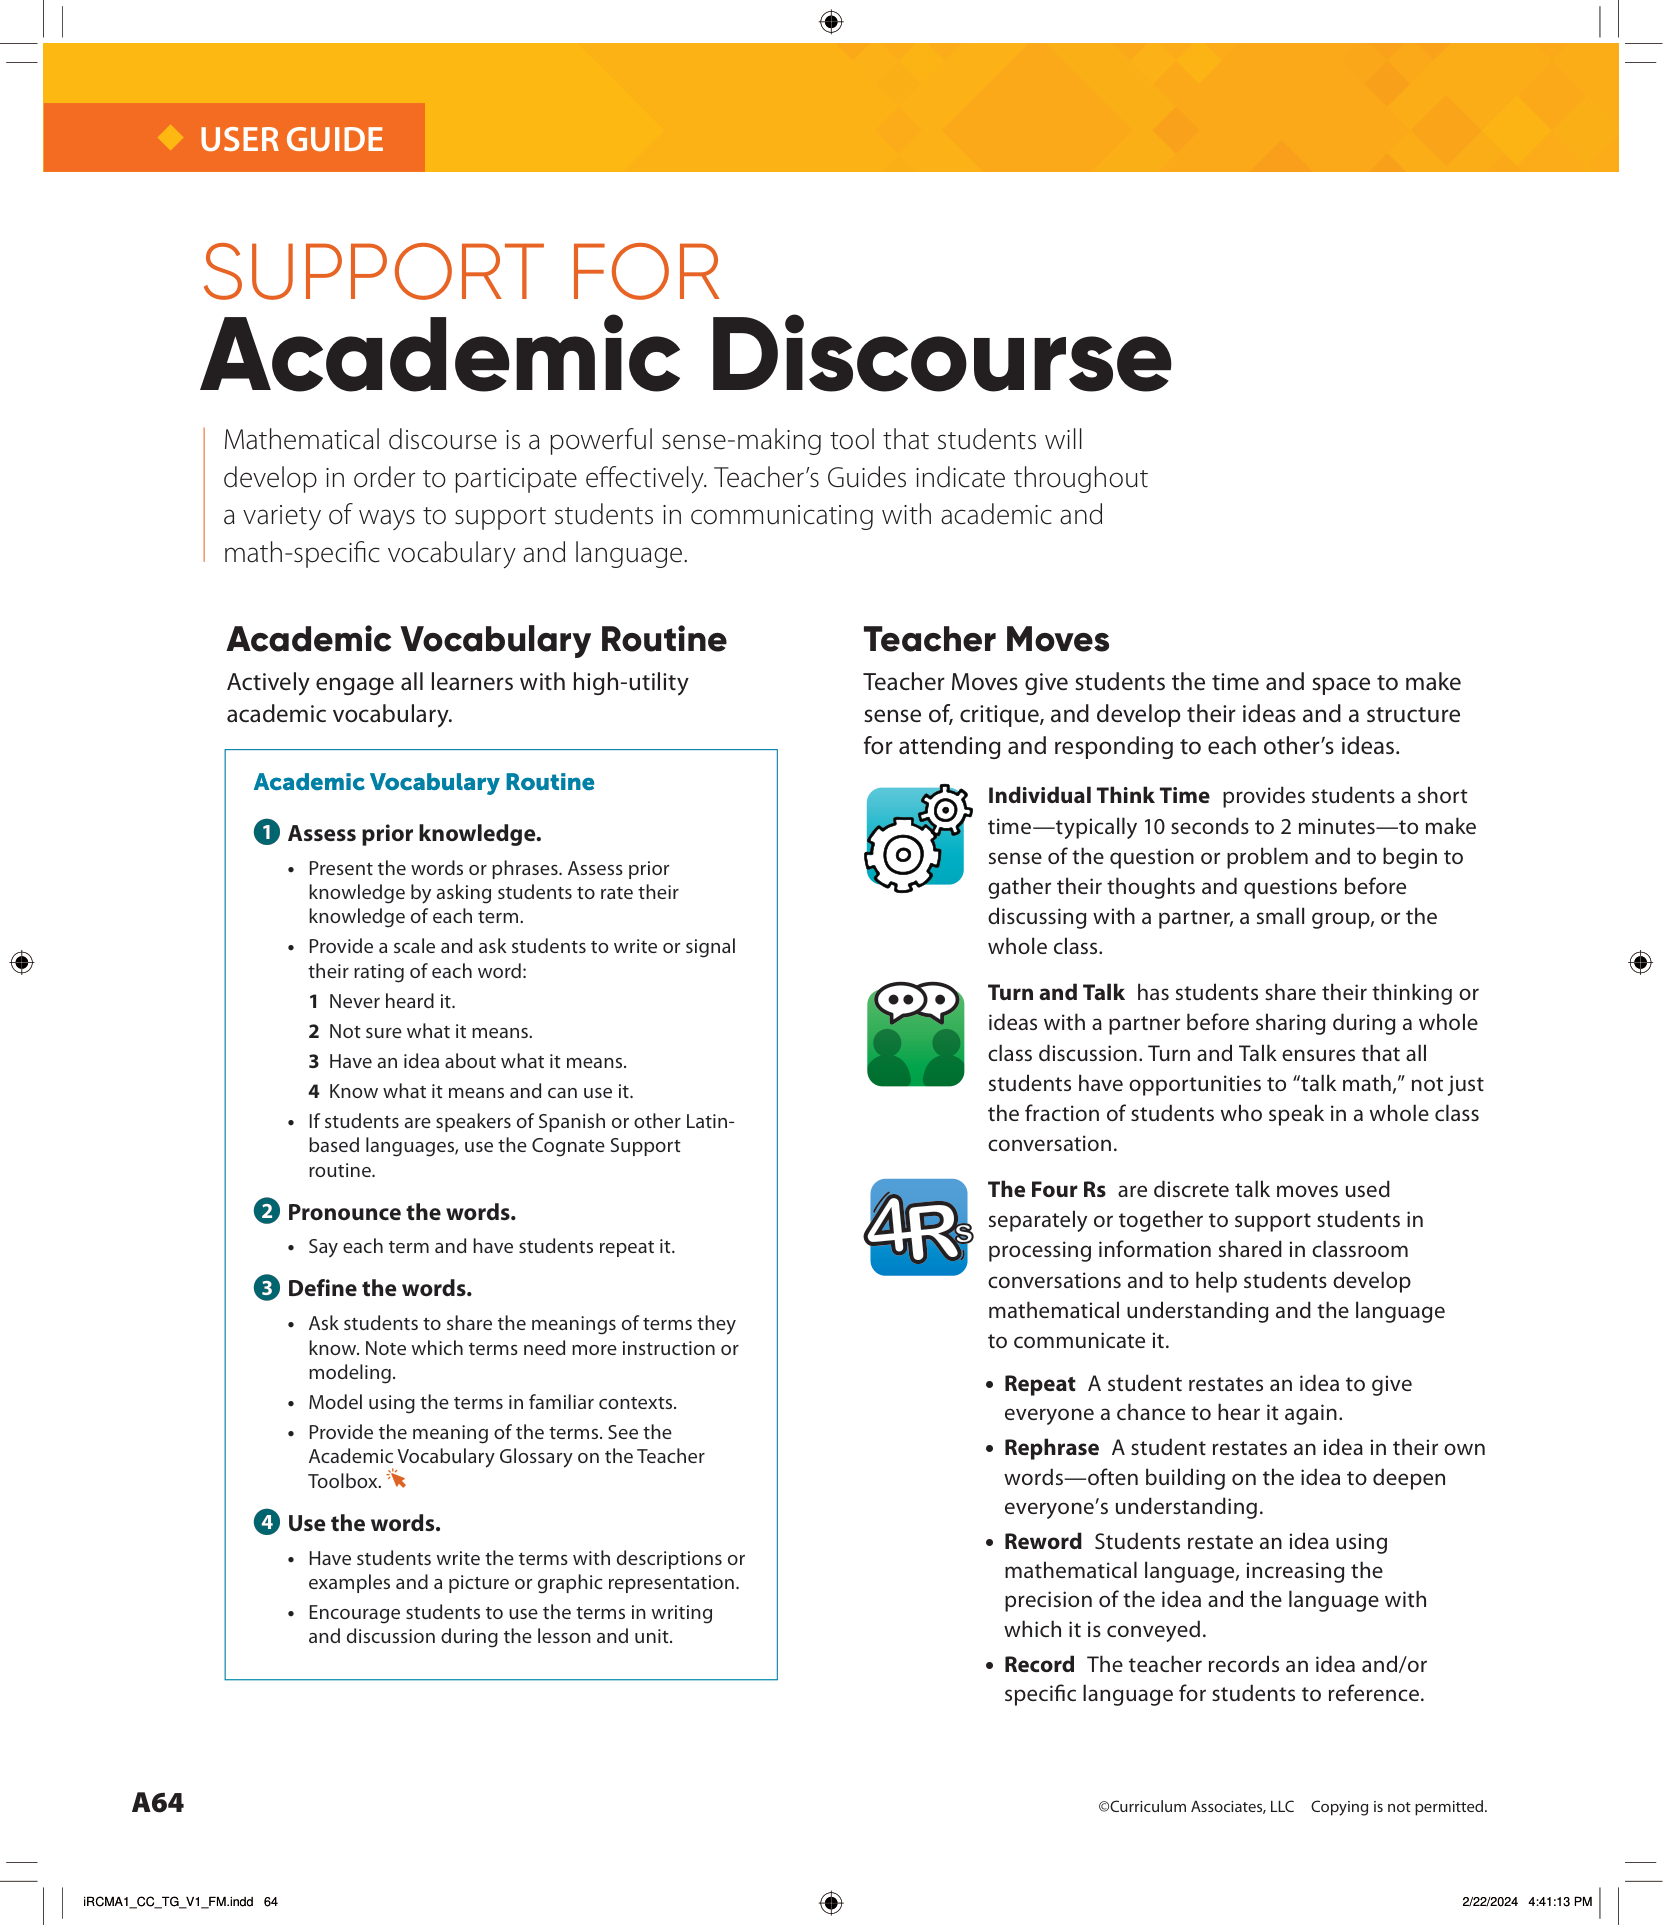 USER GUIDE
SUPPORT FOR
Academic Discourse
Mathematical discourse is a powerful sense-making tool that students will
develop in order to participate effectively. Teacher’s Guides indicate throughout
a variety of ways to support students in communicating with academic and
math-specific vocabulary and language.
Academic Vocabulary Routine
Actively engage all learners with high-utility
academic vocabulary.
Academic Vocabulary Routine
1 Assess prior knowledge.
• Present the words or phrases. Assess prior
knowledge by asking students to rate their
knowledge of each term.
• Provide a scale and ask students to write or signal
their rating of each word:
1 Never heard it.
2 Not sure what it means.
3 Have an idea about what it means.
4 Know what it means and can use it.
• If students are speakers of Spanish or other Latin-
based languages, use the Cognate Support
routine.
2 Pronounce the words.
• Say each term and have students repeat it.
3 Define the words.
• Ask students to share the meanings of terms they
know. Note which terms need more instruction or
modeling.
• Model using the terms in familiar contexts.
• Provide the meaning of the terms. See the
Academic Vocabulary Glossary on the Teacher
Toolbox.
4 Use the words.
• Have students write the terms with descriptions or
examples and a picture or graphic representation.
• Encourage students to use the terms in writing
and discussion during the lesson and unit.
Teacher Moves
Teacher Moves give students the time and space to make
sense of, critique, and develop their ideas and a structure
for attending and responding to each other’s ideas.
Individual Think Time provides students a short
time—typically 10 seconds to 2 minutes—to make
sense of the question or problem and to begin to
gather their thoughts and questions before
discussing with a partner, a small group, or the
whole class.
Turn and Talk has students share their thinking or
ideas with a partner before sharing during a whole
class discussion. Turn and Talk ensures that all
students have opportunities to “talk math,” not just
the fraction of students who speak in a whole class
conversation.
4Rs
The Four Rs are discrete talk moves used
separately or together to support students in
processing information shared in classroom
conversations and to help students develop
mathematical understanding and the language
to communicate it.
• Repeat A student restates an idea to give
everyone a chance to hear it again.
• Rephrase A student restates an idea in their own
words—often building on the idea to deepen
everyone’s understanding.
• Reword Students restate an idea using
mathematical language, increasing the
precision of the idea and the language with
which it is conveyed.
• Record The teacher records an idea and/or
specific language for students to reference.
A64
©Curriculum Associates, LLC Copying is not permitted.
iRCMA1_CC_TG_V1_FM.indd 64
2/22/2024 4:41:13 PM